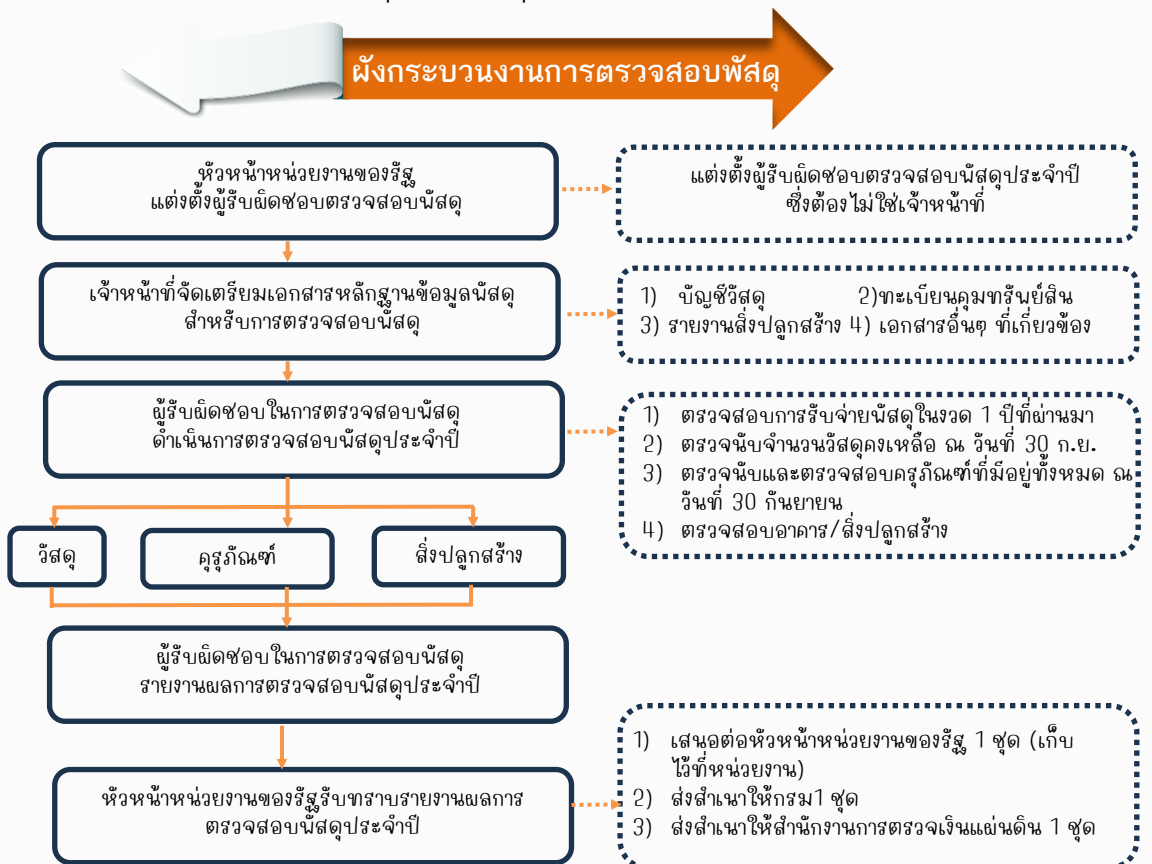 ผังกระบวนงานการตรวจสอบพัสดุ
หัวหน้าหน่วยงานของรัฐ
แต่งตั้งผู้รับผิดชอบตรวจสอบพัสดุ
แต่งตั้งผู้รับผิดชอบตรวจสอบพัสดุประจำปี
ซึ่งต้องไม่ใช่เจ้าหน้าที่
เจ้าหน้าที่จัดเตรียมเอกสารหลักฐานข้อมูลพัสดุ
สำหรับการตรวจสอบพัสดุ
1) บัญชีวัสดุ 2)ทะเบียนคุมทรัพย์สิน
3) รายงานสิ่งปลูกสร้าง 4) เอกสารอื่นๆ ที่เกี่ยวข้อง
ผู้รับผิดชอบในการตรวจสอบพัสดุ
ดำเนินการตรวจสอบพัสดุประจำปี
1) ตรวจสอบการรับจ่ายพัสดุในงวด 1 ปีที่ผ่านมา
2) ตรวจนับจำนวนวัสดุคงเหลือ ณ วันที่ 30 ก.ย.
3) ตรวจนับและตรวจสอบครุภัณฑ์ที่มีอยู่ทั้งหมด ณ
วันที่ 30 กันยายน
4) ตรวจสอบอาคาร/สิ่งปลูกสร้าง
วัสดุ
คุรุภัณฑ์
สิ่งปลูกสร้าง
ผู้รับผิดชอบในการตรวจสอบพัสดุ
รายงานผลการตรวจสอบพัสดุประจำปี
หัวหน้าหน่วยงานของรัฐรับทราบรายงานผลการ
ตรวจสอบพัสดุประจำปี
1) เสนอต่อหัวหน้าหน่วยงานของรัฐ 1 ชุด (เก็บ
ไว้ที่หน่วยงาน)
2) ส่งสำเนาให้กรม1 ชุด
3) ส่งสำเนาให้สำนักงานการตรวจเงินแผ่นดิน 1 ชุด